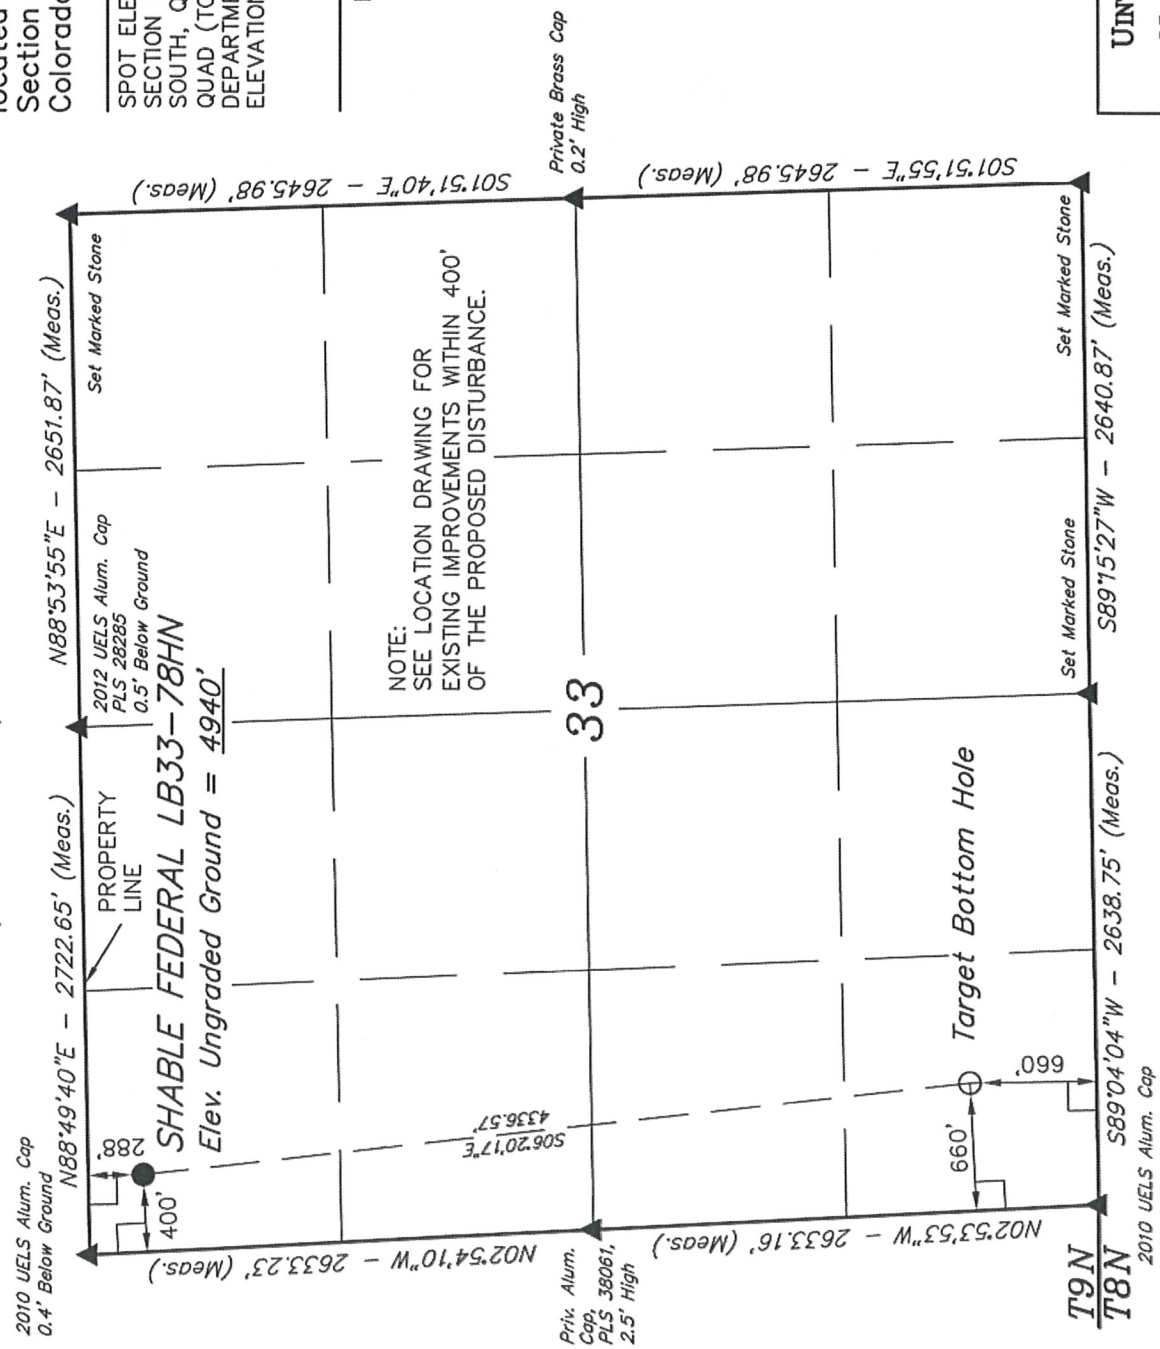 located
Section
Colorado
SPOT ELE
SECTION
SOUTH, Q
QUAD (TO
DEPARTME
ELEVATION
2010 UELS Alum. Cap
0.4' Below Ground
N88°49'40"E - 2722.65' (Meas.)
N88°53'55"E - 2651.87' (Meas.)
PROPERTY
LINE
2012 UELS Alum. Cap
PLS 28285
0.5' Below Ground
Set Marked Stone
288'
400'
SHABLE FEDERAL LB33-78HN
Elev. Ungraded Ground = 4940'
NOTE:
SEE LOCATION DRAWING FOR
EXISTING IMPROVEMENTS WITHIN 400'
OF THE PROPOSED DISTURBANCE.
N02°54'10"W - 2633.23' (Meas.)
S01°51'40"E - 2645.98' (Meas.)
S06°20'17"E
4336.57'
Priv. Alum.
Cap,
PLS 38061,
2.5' High
33
Private Brass Cap
0.2' High
N02°53'53"W - 2633.16' (Meas.)
S01°51'55"E - 2645.98' (Meas.)
Target Bottom Hole
660'
660'
Set Marked Stone
Set Marked Stone
T9N
T8N
S89°04'04"W - 2638.75' (Meas.)
S89°15'27"W - 2640.87' (Meas.)
2010 UELS Alum. Cap
UIN